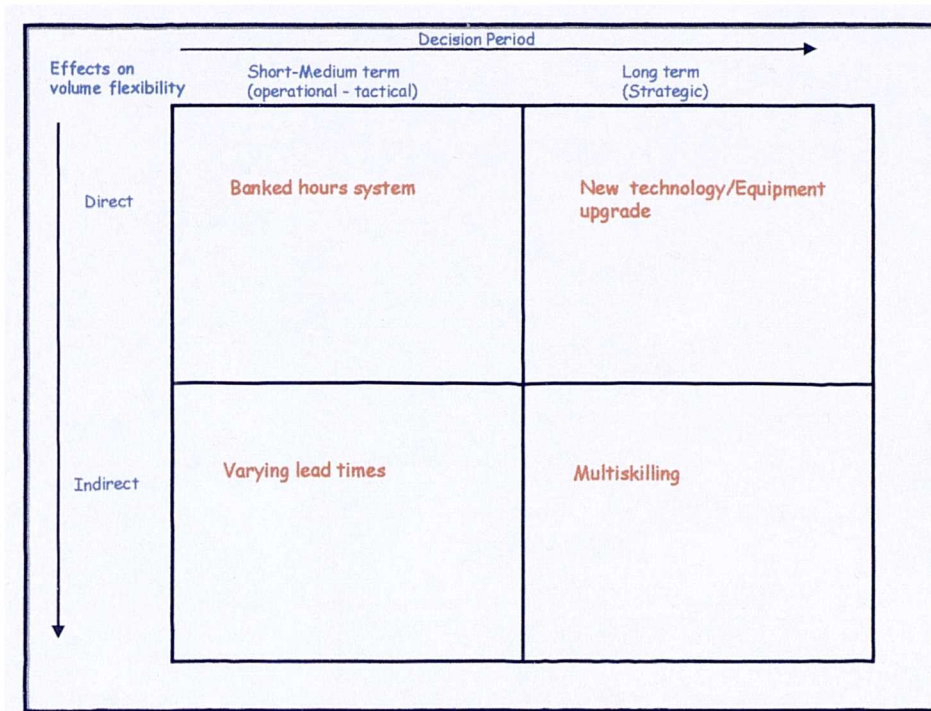 Decision Period
Effects on
volume flexibility
Short-Medium term
(operational - tactical)
Long term
(Strategic)
Direct
Banked hours system
New technology/Equipment
upgrade
Indirect
Varying lead times
Multiskilling